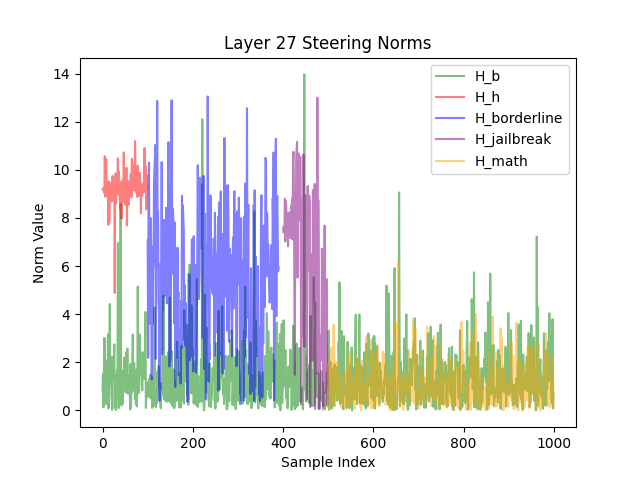 Layer 27 Steering Norms
H_b
H_h
H_borderline
H_jailbreak
H_math
Norm Value
14
12
10
8
6
4
2
0
0 200 400 600 800 1000
Sample Index